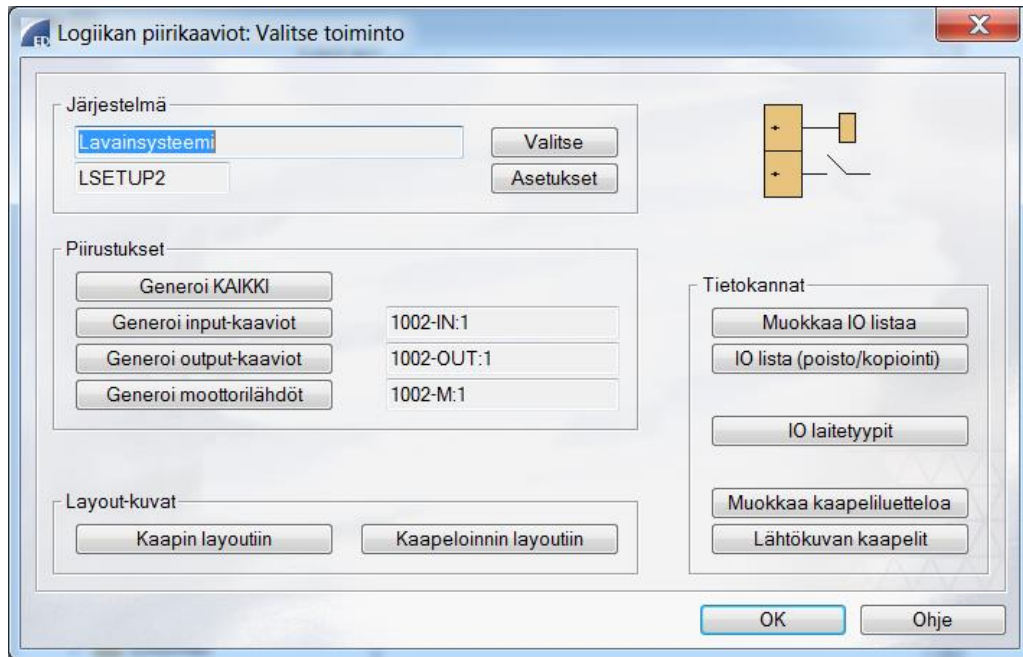 ED
Logiikan piirikaaviot: Valitse toiminto
X
Järjestelmä
Lavainsysteemi
Valitse
LSETUP2
Asetukset
Piirustukset
Generoi KAIKKI
Generoi input-kaaviot
1002-IN:1
Generoi output-kaaviot
1002-OUT:1
Generoi moottorilähdöt
1002-M:1
Layout-kuvat
Kaapin layoutiin
Kaapeloinnin layoutiin
Tietokannat
Muokkaa IO listaa
IO lista (poisto/kopiointi)
IO laitetyypit
Muokkaa kaapeliluetteloa
Lähtökuvan kaapelit
OK
Ohje